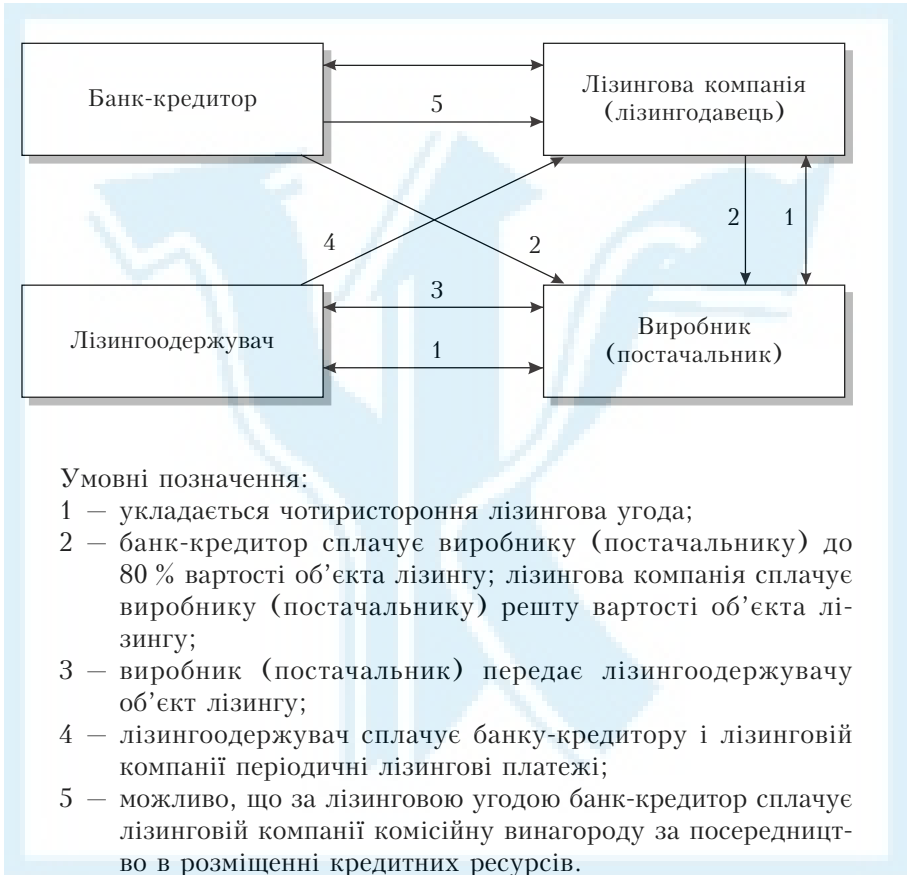 Банк-кредитор
5
Лізингова компанія
(лізингодавець)
4
2
2
1
Лізингоодержувач
3
1
Виробник
(постачальник)
Умовні позначення:
1 — укладається чотиристороння лізингова угода;
2 — банк-кредитор сплачує виробнику (постачальнику) до
80 % вартості об’єкта лізингу; лізингова компанія сплачує
виробнику (постачальнику) решту вартості об’єкта лі-
зингу;
3 — виробник (постачальник) передає лізингоодержувачу
об’єкт лізингу;
4 — лізингоодержувач сплачує банку-кредитору і лізинговій
компанії періодичні лізингові платежі;
5 — можливо, що за лізинговою угодою банк-кредитор сплачує
лізинговій компанії комісійну винагороду за посередницт-
во в розміщенні кредитних ресурсів.